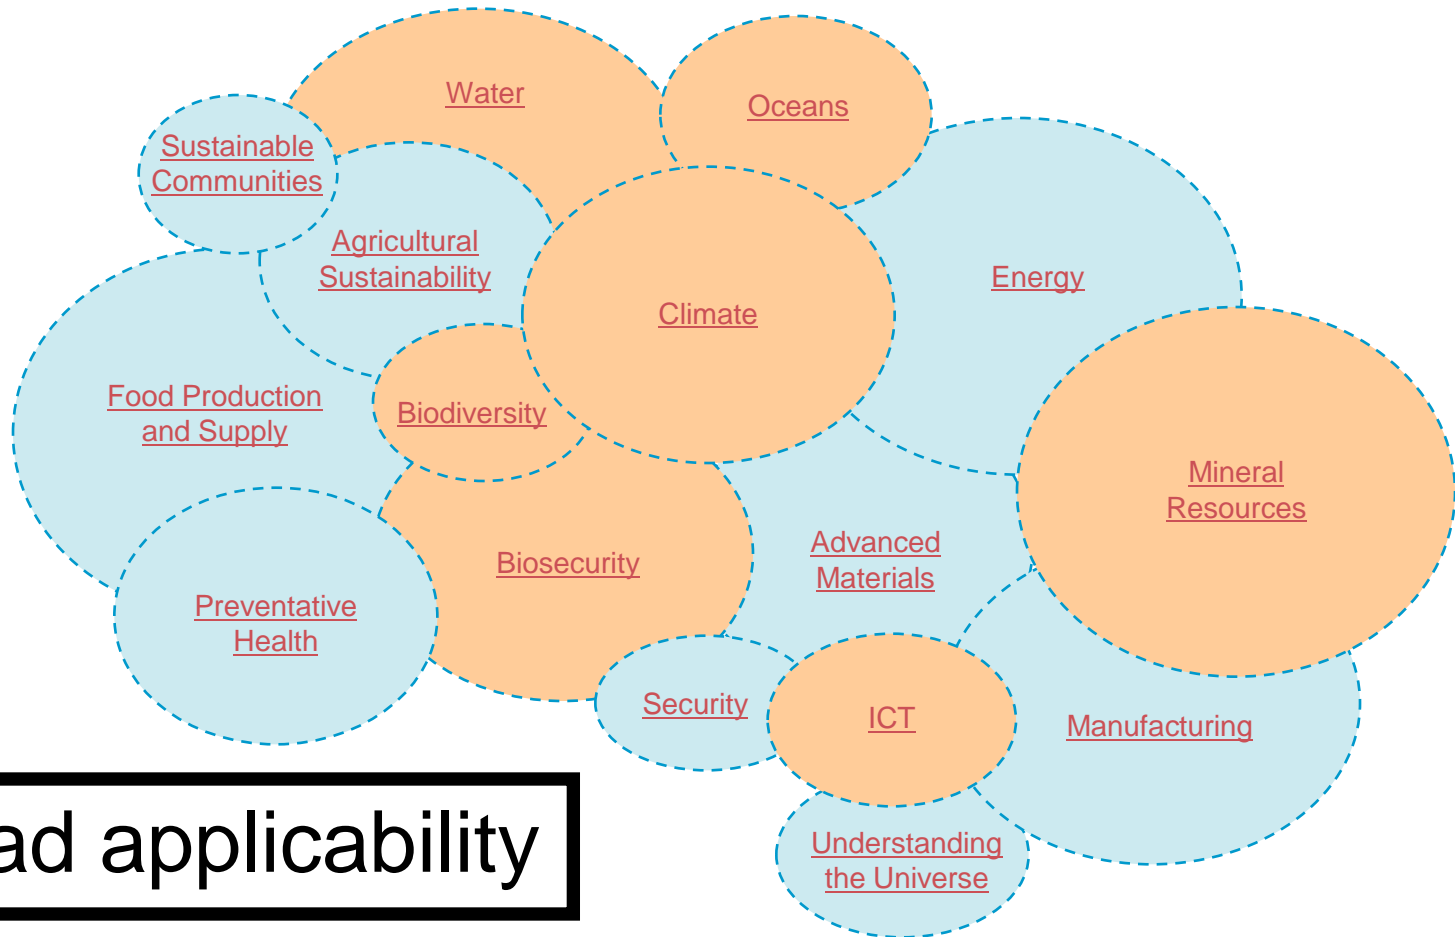 Water
Oceans
Sustainable
Communities
Agricultural
Sustainability
Energy
Climate
Food Production
and Supply
Biodiversity
Mineral
Resources
Advanced
Materials
Biosecurity
Preventative
Health
Security
ICT
Manufacturing
Understanding
the Universe
applicability